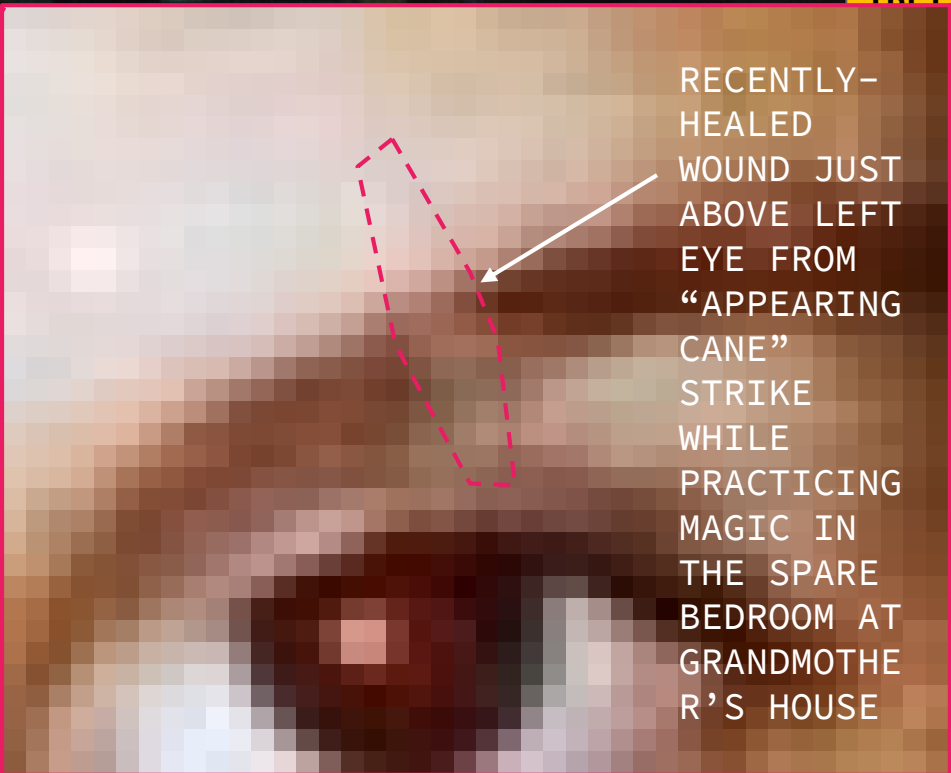 RECENTLY-
HEALED
WOUND JUST
ABOVE LEFT
EYE FROM
“APPEARING
CANE”
STRIKE
WHILE
PRACTICING
MAGIC IN
THE SPARE
BEDROOM AT
GRANDMOTHE
R’S HOUSE